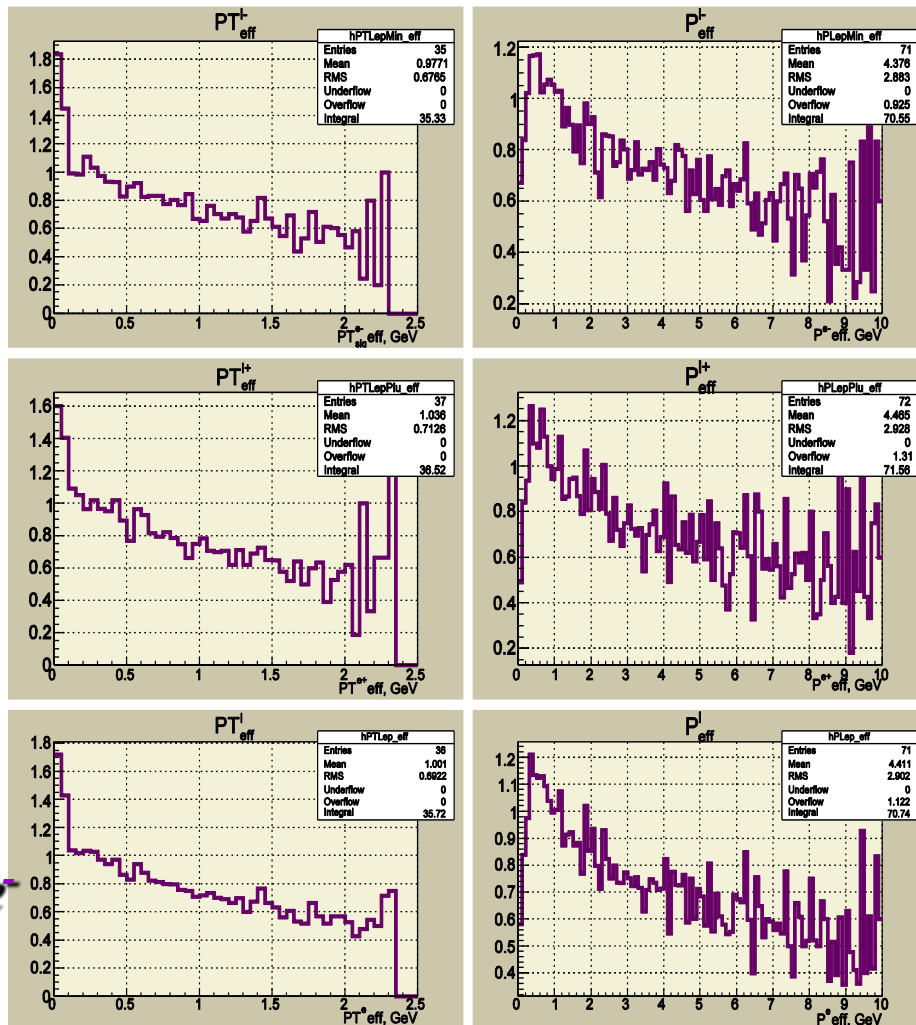 PT l- eff
hPTLepMin_eff
Entries 35
Mean 0.9771
RMS 0.6765
Underflow 0
Overflow 0
Integral 35.33
1.8
1.6
1.4
1.2
1
0.8
0.6
0.4
0.2
0
0 0.5 1 1.5 2 2.5
PT e- sig eff, GeV
P l- eff
hPLepMin_eff
Entries 71
Mean 4.376
RMS 2.883
Underflow 0
Overflow 0.925
Integral 70.55
1.2
1
0.8
0.6
0.4
0.2
0 1 2 3 4 5 6 7 8 9 10
P e- eff. GeV
PT l+ eff
hPTLepPlu_eff
Entries 37
Mean 1.036
RMS 0.7126
Underflow 0
Overflow 0
Integral 36.52
1.6
1.4
1.2
1
0.8
0.6
0.4
0.2
0
0 0.5 1 1.5 2 2.5
PT e+ eff, GeV
P l+ eff
hPLepPlu_eff
Entries 72
Mean 4.465
RMS 2.928
Underflow 0
Overflow 1.31
Integral 71.56
1.2
1
0.8
0.6
0.4
0.2
0 1 2 3 4 5 6 7 8 9 10
P e+ eff, GeV
PT l eff
hPTLep_eff
Entries 36
Mean 1.001
RMS 0.6922
Underflow 0
Overflow 0
Integral 35.72
1.8
1.6
1.4
1.2
1
0.8
0.6
0.4
0.2
0
0 0.5 1 1.5 2 2.5
PT e eff, GeV
P l eff
hPLep_eff
Entries 71
Mean 4.411
RMS 2.902
Underflow 0
Overflow 1.122
Integral 70.74
1.2
1.1
1
0.9
0.8
0.7
0.6
0.5
0.4
0 1 2 3 4 5 6 7 8 9 10
P e eff, GeV